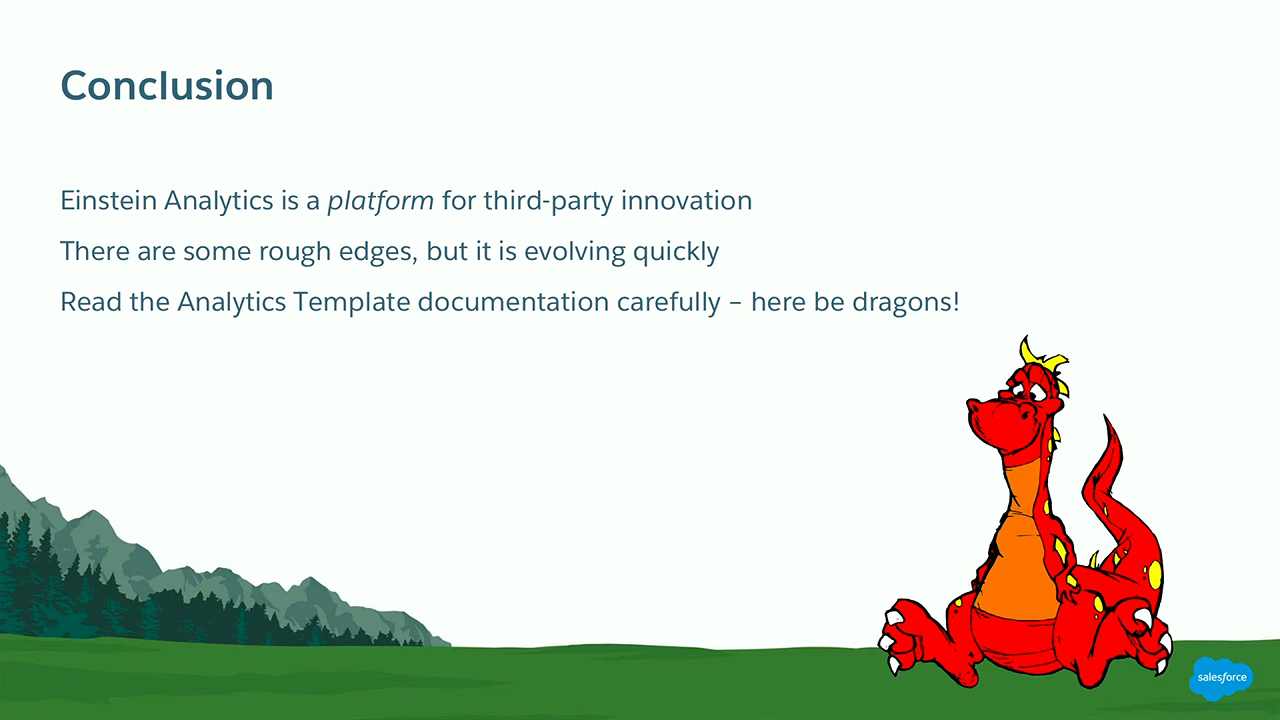 Conclusion
Einstein Analytics is a platform for third-party innovation
There are some rough edges, but it is evolving quickly
Read the Analytics Template documentation carefully – here be dragons!
salesforce